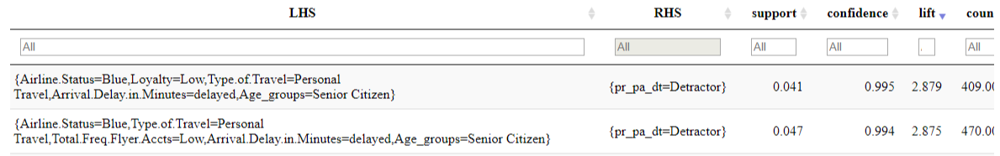 LHS RHS support confidence lift coun
All All All All . All
{Airline.Status=Blue,Loyalty=Low,Type.of.Travel=Personal
Travel,Arrival.Delay.in.Minutes=delayed,Age_groups=Senior Citizen} {pr_pa_dt=Detractor} 0.041 0.995 2.879 409.00
{Airline.Status=Blue,Type.of.Travel=Personal
Travel,Total.Freq.Flyer.Accts=Low,Arrival.Delay.in.Minutes=delayed,Age_groups=Senior Citizen} {pr_pa_dt=Detractor} 0.047 0.994 2.875 470.00